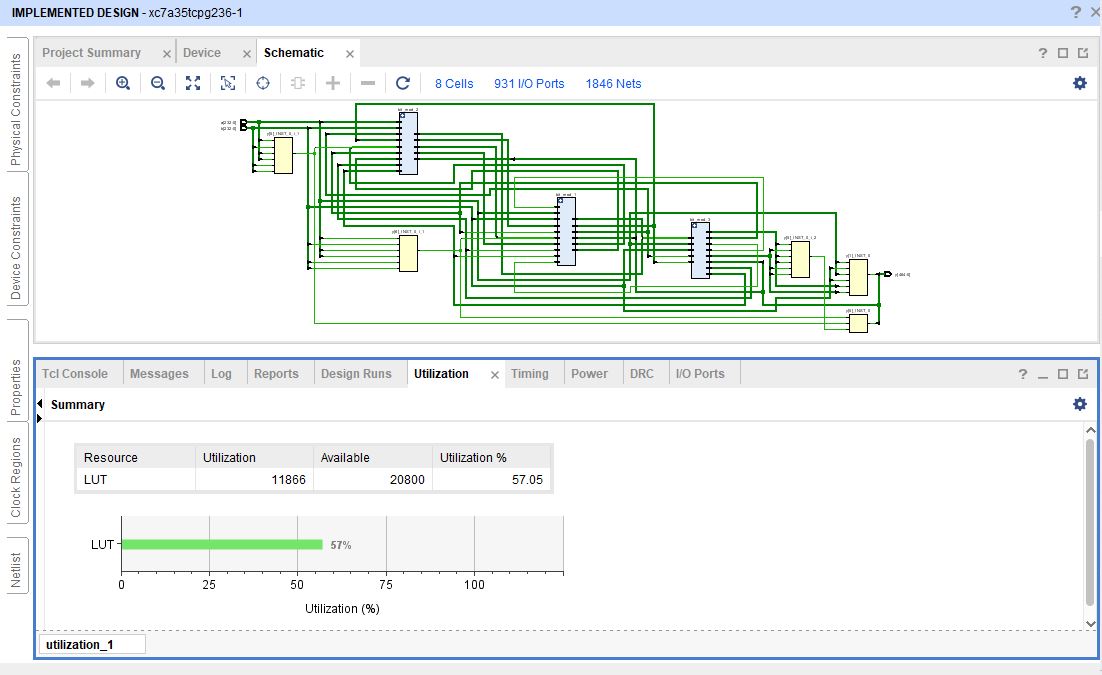 IMPLEMENTED DESIGN - xc7a35tcpg236-1
Physical Constraints
Device Constraints
Properties
Clock Regions
Netlist
Project Summary
Device
Schematic
8 Cells
931 I/O Ports
1846 Nets
Tcl Console
Messages
Log
Reports
Design Runs
Utilization
Timing
Power
DRC
I/O Ports
Summary
Resource Utilization Available Utilization %
LUT 11866 20800 57.05
LUT 57%
0 25 50 75 100
Utilization (%)
utilization_1